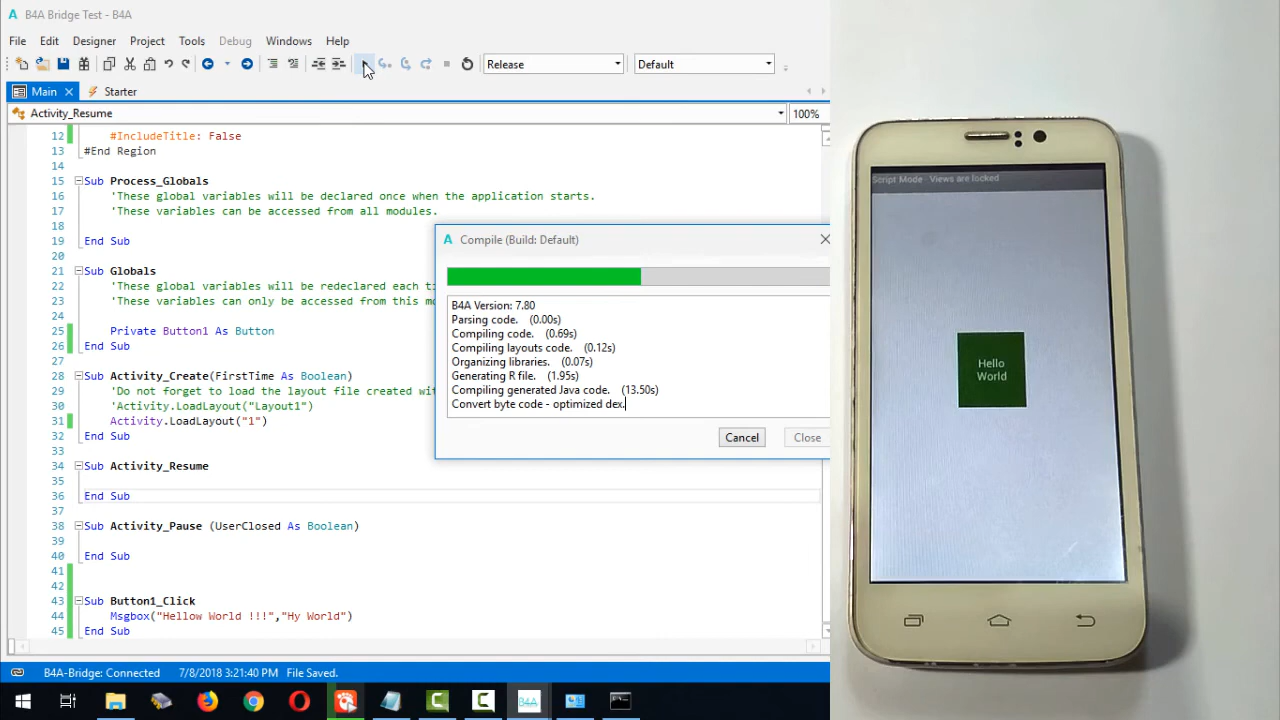 B4A Bridge Test - B4A
File Edit Designer Project Tools Debug Windows Help
Release Default
Main Starter
Activity_Resume 100%
12 #IncludeTitle: False
13 #End Region
14
15 Sub Process_Globals
16 'These global variables will be declared once when the application starts.
17 'These variables can be accessed from all modules.
18
19 End Sub
20
21 Sub Globals
22 'These global variables will be redeclared each ti
23 'These variables can only be accessed from this mo
25 Private Button1 As Button
26 End Sub
27
28 Sub Activity_Create(FirstTime As Boolean)
29 'Do not forget to load the layout file created wit
30 'Activity.LoadLayout("Layout1")
31 Activity.LoadLayout("1")
32 End Sub
33
34 Sub Activity_Resume
35
36 End Sub
37
38 Sub Activity_Pause (UserClosed As Boolean)
40 End Sub
41
42
43 Sub Button1_Click
44 Msgbox("Hellow World !!!","Hy World")
45 End Sub
Compile (Build: Default)
B4A Version: 7.80
Parsing code. (0.00s)
Compiling code. (0.69s)
Compiling layouts code. (0.12s)
Organizing libraries. (0.07s)
Generating R file. (1.95s)
Compiling generated Java code. (13.50s)
Convert byte code - optimized dex.
Cancel Close
B4A-Bridge: Connected 7/8/2018 3:21:40 PM File Saved.
B4A
Script Mode - Views are locked
Hello
World